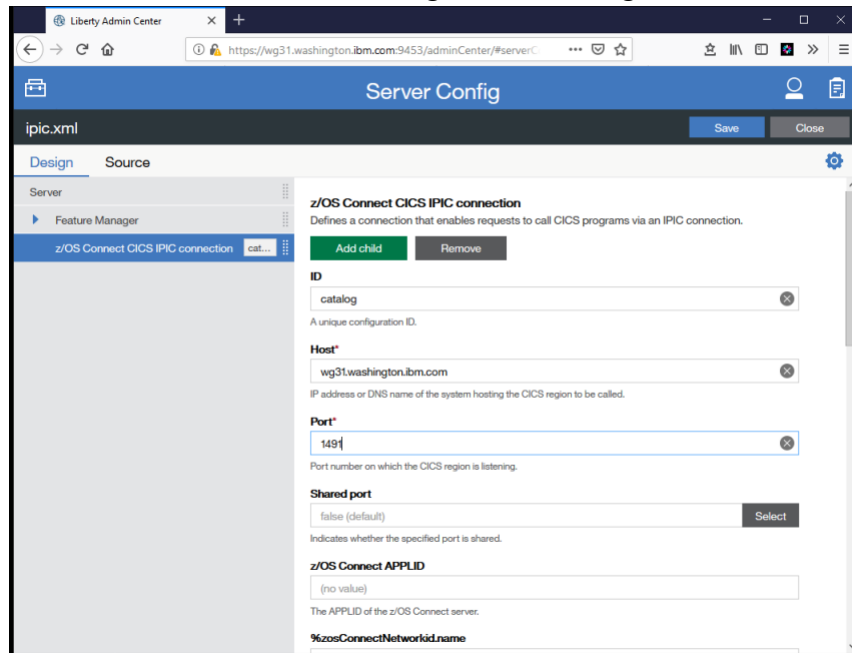 Liberty Admin Center
https://wg31.washington.ibm.com:9453/adminCenter/#serverC
Server Config
ipic.xml
Save
Close
Design
Source
Server
Feature Manager
z/OS Connect CICS IPIC connection
cat...
z/OS Connect CICS IPIC connection
Defines a connection that enables requests to call CICS programs via an IPIC connection.
Add child
Remove
ID
catalog
A unique configuration ID.
Host*
wg31.washington.ibm.com
IP address or DNS name of the system hosting the CICS region to be called.
Port*
1491
Port number on which the CICS region is listening.
Shared port
false (default)
Select
Indicates whether the specified port is shared.
z/OS Connect APPLID
(no value)
The APPLID of the z/OS Connect server.
%zosConnectNetworkid.name